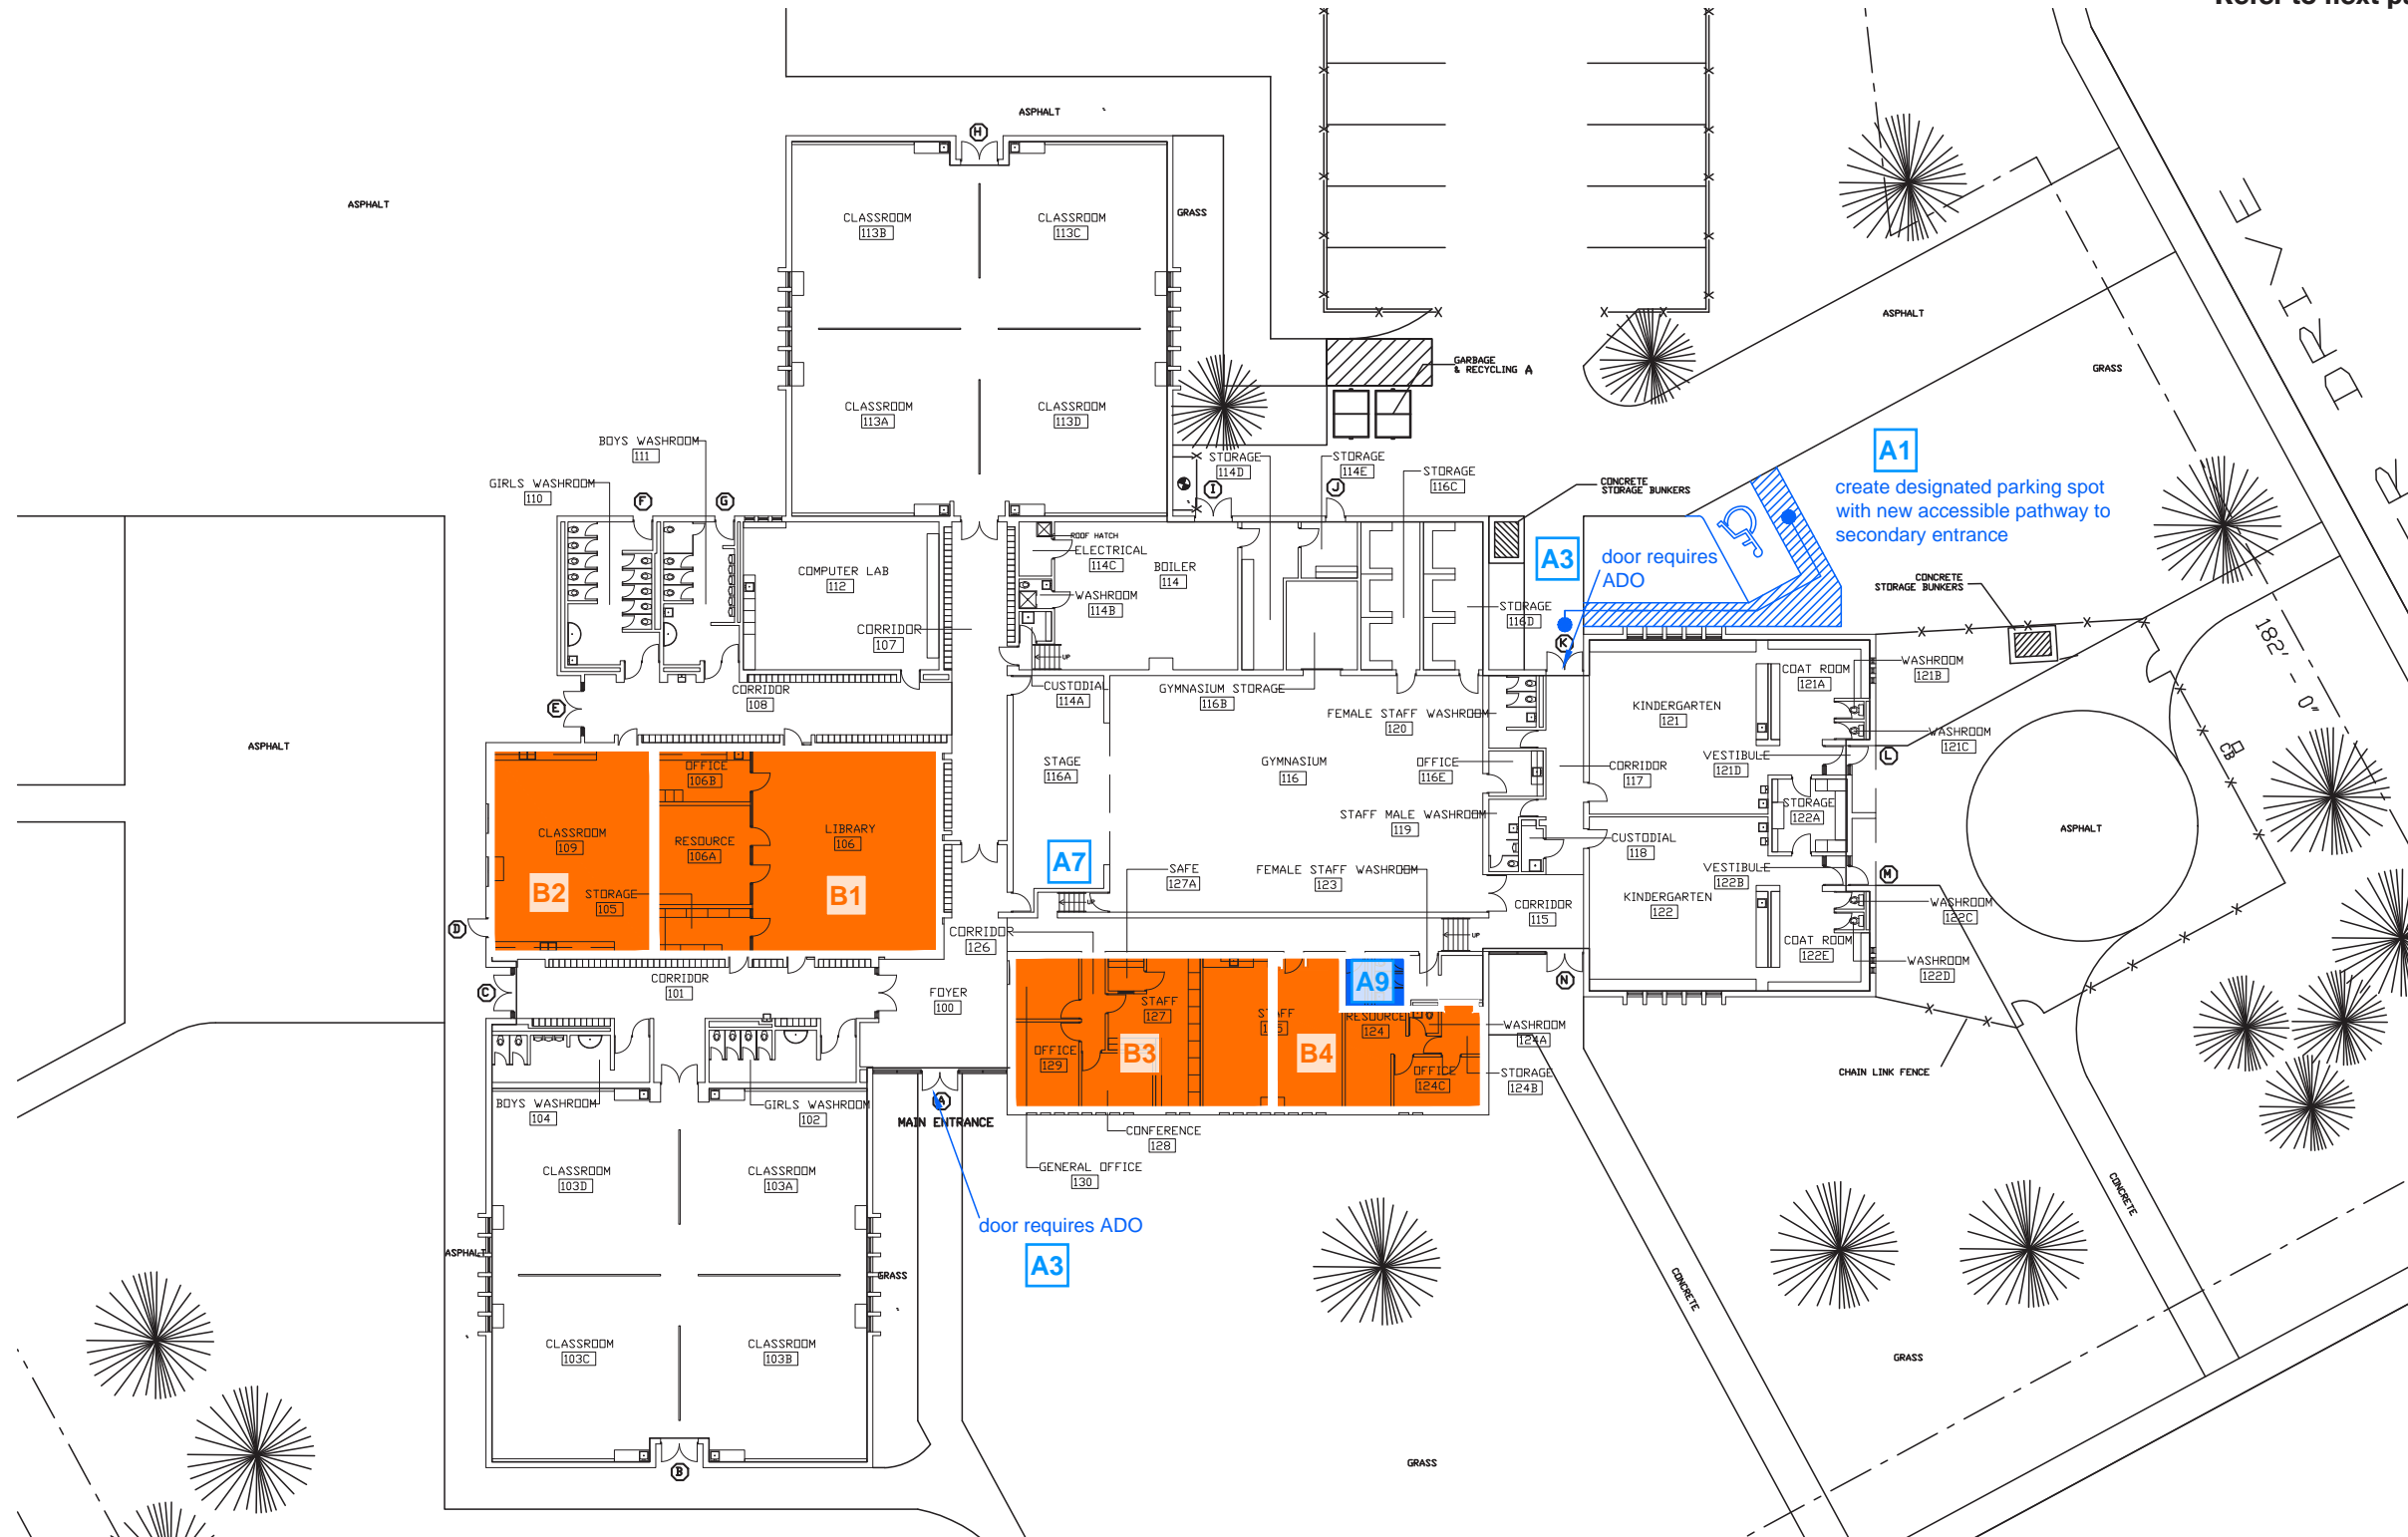 ASPHALT
H
ASPHALT
CLASSROOM
113B
CLASSROOM
113C
GRASS
E
V
I
R
D
R
ASPHALT
GARBAGE
& RECYCLING A
GRASS
CLASSROOM
113A
CLASSROOM
113D
BOYS WASHROOM
111
GIRLS WASHROOM
110
F
G
STORAGE
114D
STORAGE
114E
STORAGE
116C
I
J
CONCRETE
STORAGE BUNKERS
A1
create designated parking spot
with new accessible pathway to
secondary entrance
A3
door requires
ADO
ROOF HATCH
ELECTRICAL
114C
BOILER
114
COMPUTER LAB
112
WASHROOM
114B
STORAGE
116D
CONCRETE
STORAGE BUNKERS
CORRIDOR
107
K
UP
182' - 0"
CB
CUSTODIAL
114A
GYMNASIUM STORAGE
116B
COAT ROOM
121A
WASHROOM
121B
CORRIDOR
108
E
FEMALE STAFF WASHROOM
120
KINDERGARTEN
121
WASHROOM
121C
L
ASPHALT
OFFICE
106B
STAGE
116A
GYMNASIUM
116
OFFICE
116E
CORRIDOR
117
VESTIBULE
121D
STORAGE
122A
ASPHALT
CLASSROOM
109
RESOURCE
106A
LIBRARY
106
STAFF MALE WASHROOM
119
CUSTODIAL
118
A7
SAFE
127A
FEMALE STAFF WASHROOM
123
VESTIBULE
122B
M
B2
STORAGE
105
B1
UP
KINDERGARTEN
122
WASHROOM
122C
D
CORRIDOR
126
CORRIDOR
115
UP
COAT ROOM
122E
WASHROOM
122D
C
CORRIDOR
101
FOYER
100
A9
N
STAFF
127
RESOURCE
124
WASHROOM
124A
OFFICE
129
B3
B4
OFFICE
124C
STORAGE
124B
CHAIN LINK FENCE
BOYS WASHROOM
104
GIRLS WASHROOM
102
A
MAIN ENTRANCE
CONFERENCE
128
GENERAL OFFICE
130
CLASSROOM
103D
CLASSROOM
103A
CONCRETE
door requires ADO
A3
ASPHALT
GRASS
CONCRETE
CLASSROOM
103C
CLASSROOM
103B
GRASS
B
GRASS